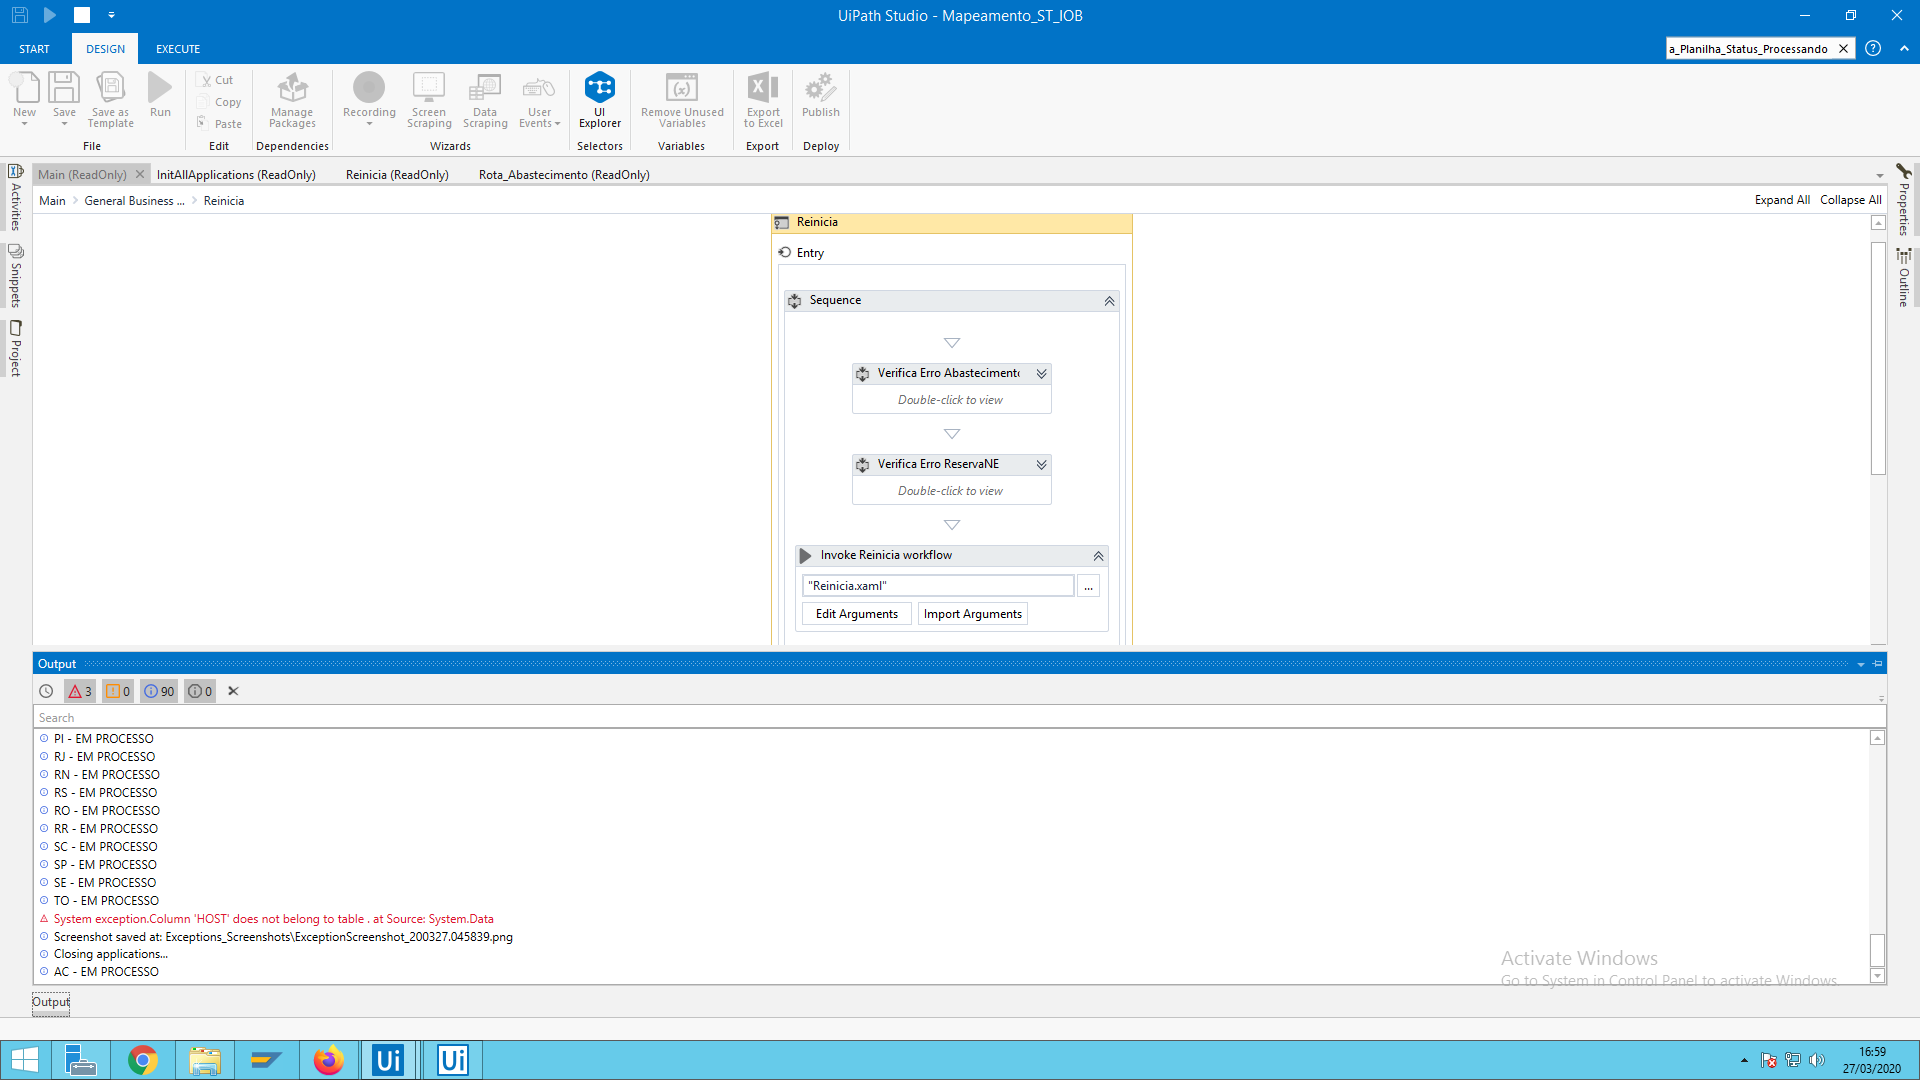 UiPath Studio - Mapeamento_ST_IOB
START DESIGN EXECUTE
a_Planilha_Status_Processando
New
Save
Save as Template
Run
Cut
Copy
Paste
Manage Packages
Recording
Screen Scraping
Data Scraping
User Events
UI Explorer
Remove Unused Variables
Export to Excel
Publish
File Edit Dependencies Wizards Selectors Variables Export Deploy
Main (ReadOnly) InitAllApplications (ReadOnly) Reinicia (ReadOnly) Rota_Abastecimento (ReadOnly)
Main > General Business ... > Reinicia
Expand All Collapse All
Activities
Snippets
Project
Properties
Outline
Reinicia
Entry
Sequence
Verifica Erro Abastecimento
Double-click to view
Verifica Erro ReservaNE
Double-click to view
Invoke Reinicia workflow
"Reinicia.xaml"
...
Edit Arguments Import Arguments
Output
3 0 90 0
Search
PI - EM PROCESSO
RJ - EM PROCESSO
RN - EM PROCESSO
RS - EM PROCESSO
RO - EM PROCESSO
RR - EM PROCESSO
SC - EM PROCESSO
SP - EM PROCESSO
SE - EM PROCESSO
TO - EM PROCESSO
System exception.Column 'HOST' does not belong to table . at Source: System.Data
Screenshot saved at: Exceptions_Screenshots\ExceptionScreenshot_200327.045839.png
Closing applications...
AC - EM PROCESSO
Activate Windows
Go to System in Control Panel to activate Windows.
Output
Ui
Ui
16:59
27/03/2020